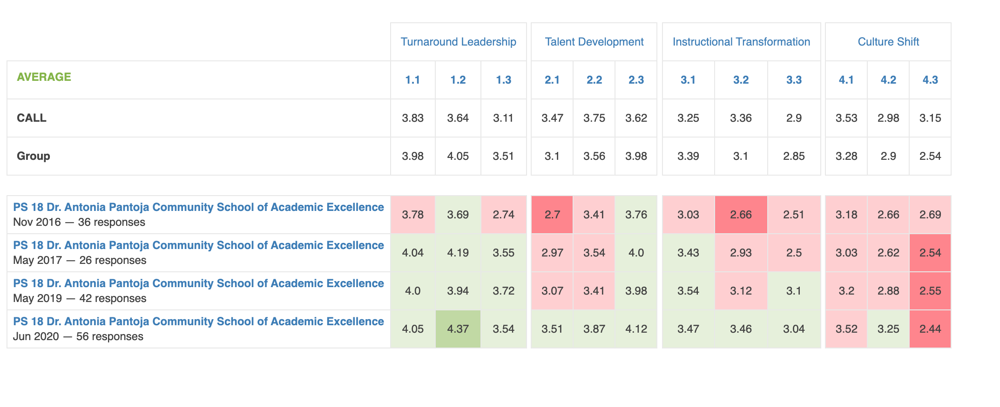 Turnaround Leadership Talent Development Instructional Transformation Culture Shift
AVERAGE 1.1 1.2 1.3 2.1 2.2 2.3 3.1 3.2 3.3 4.1 4.2 4.3
CALL 3.83 3.64 3.11 3.47 3.75 3.62 3.25 3.36 2.9 3.53 2.98 3.15
Group 3.98 4.05 3.51 3.1 3.56 3.98 3.39 3.1 2.85 3.28 2.9 2.54
PS 18 Dr. Antonia Pantoja Community School of Academic Excellence
Nov 2016 — 36 responses
3.78 3.69 2.74 2.7 3.41 3.76 3.03 2.66 2.51 3.18 2.66 2.69
PS 18 Dr. Antonia Pantoja Community School of Academic Excellence
May 2017 — 26 responses
4.04 4.19 3.55 2.97 3.54 4.0 3.43 2.93 2.5 3.03 2.62 2.54
PS 18 Dr. Antonia Pantoja Community School of Academic Excellence
May 2019 — 42 responses
4.0 3.94 3.72 3.07 3.41 3.98 3.54 3.12 3.1 3.2 2.88 2.55
PS 18 Dr. Antonia Pantoja Community School of Academic Excellence
Jun 2020 — 56 responses
4.05 4.37 3.54 3.51 3.87 4.12 3.47 3.46 3.04 3.52 3.25 2.44